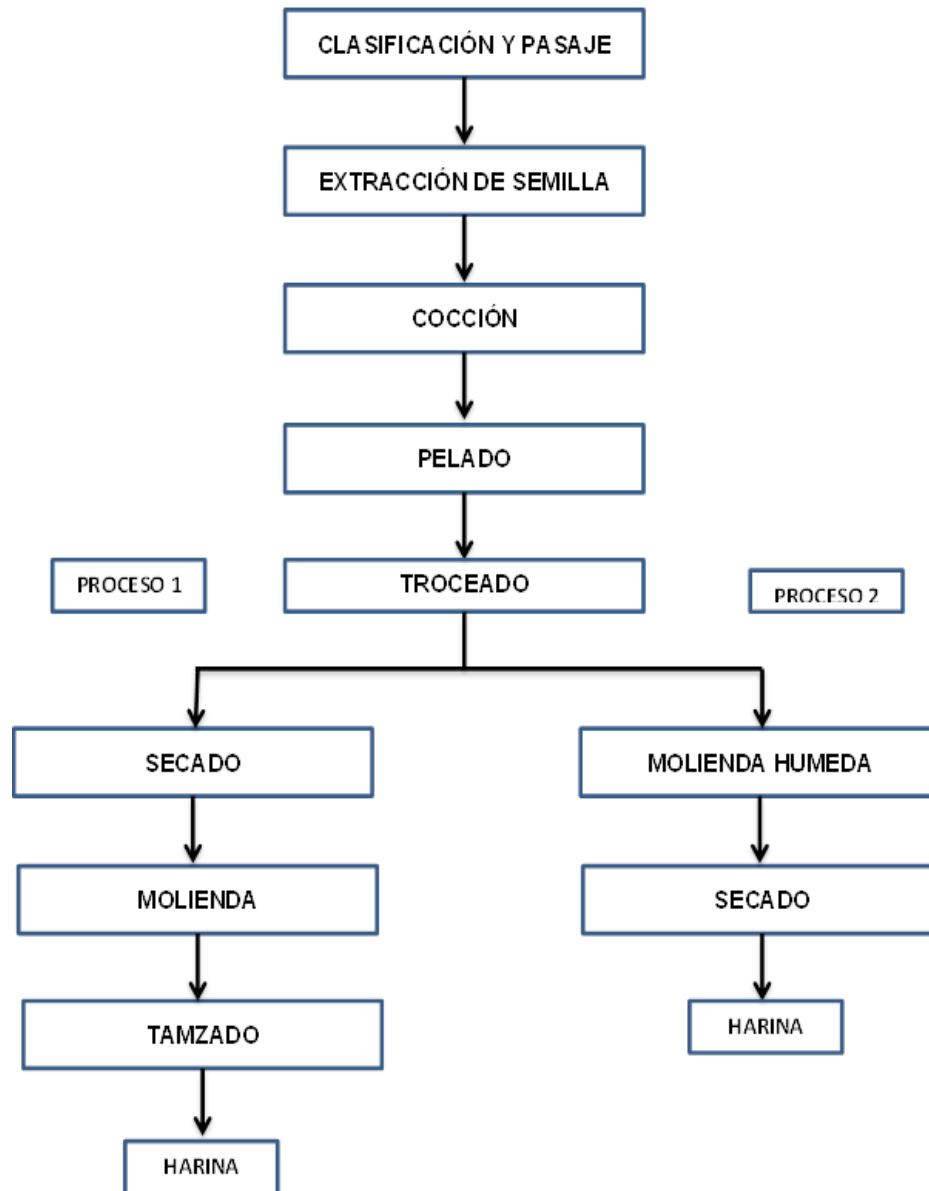 CLASIFICACIÓN Y PASAJE
EXTRACCIÓN DE SEMILLA
COCCIÓN
PELADO
PROCESO 1
TROCEADO
PROCESO 2
SECADO
MOLIENDA HUMEDA
MOLIENDA
SECADO
TAMZADO
HARINA
HARINA